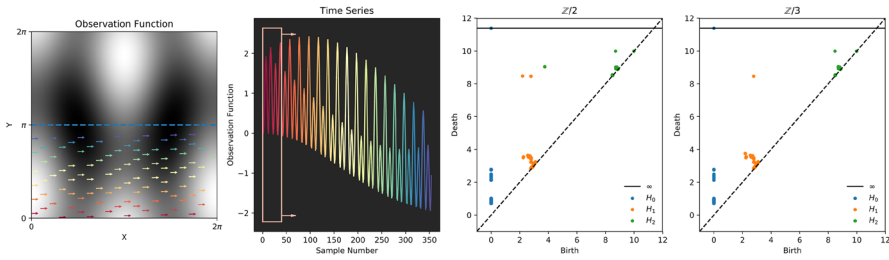 Observation Function
2π
Y
π
0
0
X
2π
Time Series
Observation Function
2
1
0
−1
−2
0 50 100 150 200 250 300 350
Sample Number
ℤ/2
Death
12
10
8
6
4
2
0
∞
H₀
H₁
H₂
0 2 4 6 8 10 12
Birth
ℤ/3
Death
12
10
8
6
4
2
0
∞
H₀
H₁
H₂
0 2 4 6 8 10 12
Birth